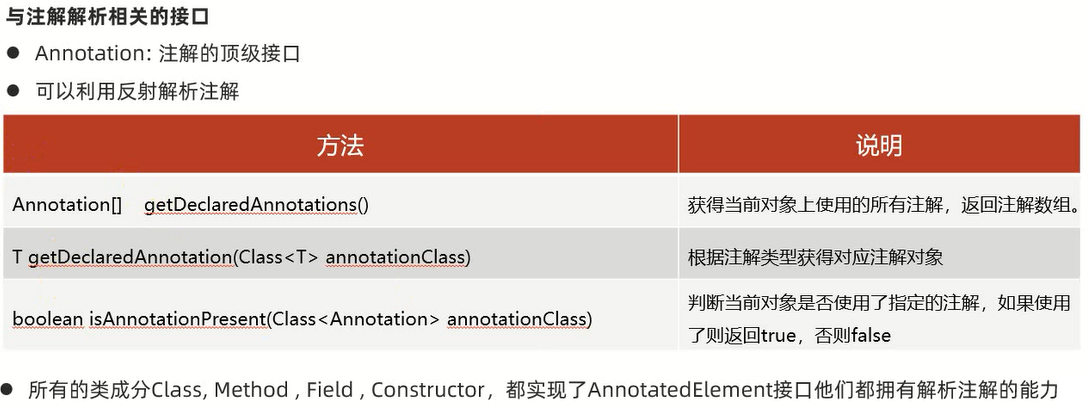 与注解解析相关的接口
● Annotation: 注解的顶级接口
● 可以利用反射解析注解
方法 说明
Annotation[] getDeclaredAnnotations() 获得当前对象上使用的所有注解，返回注解数组。
T getDeclaredAnnotation(Class<T> annotationClass) 根据注解类型获得对应注解对象
boolean isAnnotationPresent(Class<Annotation> annotationClass) 判断当前对象是否使用了指定的注解，如果使用
了则返回true，否则false
● 所有的类成分Class, Method , Field , Constructor，都实现了AnnotatedElement接口他们都拥有解析注解的能力